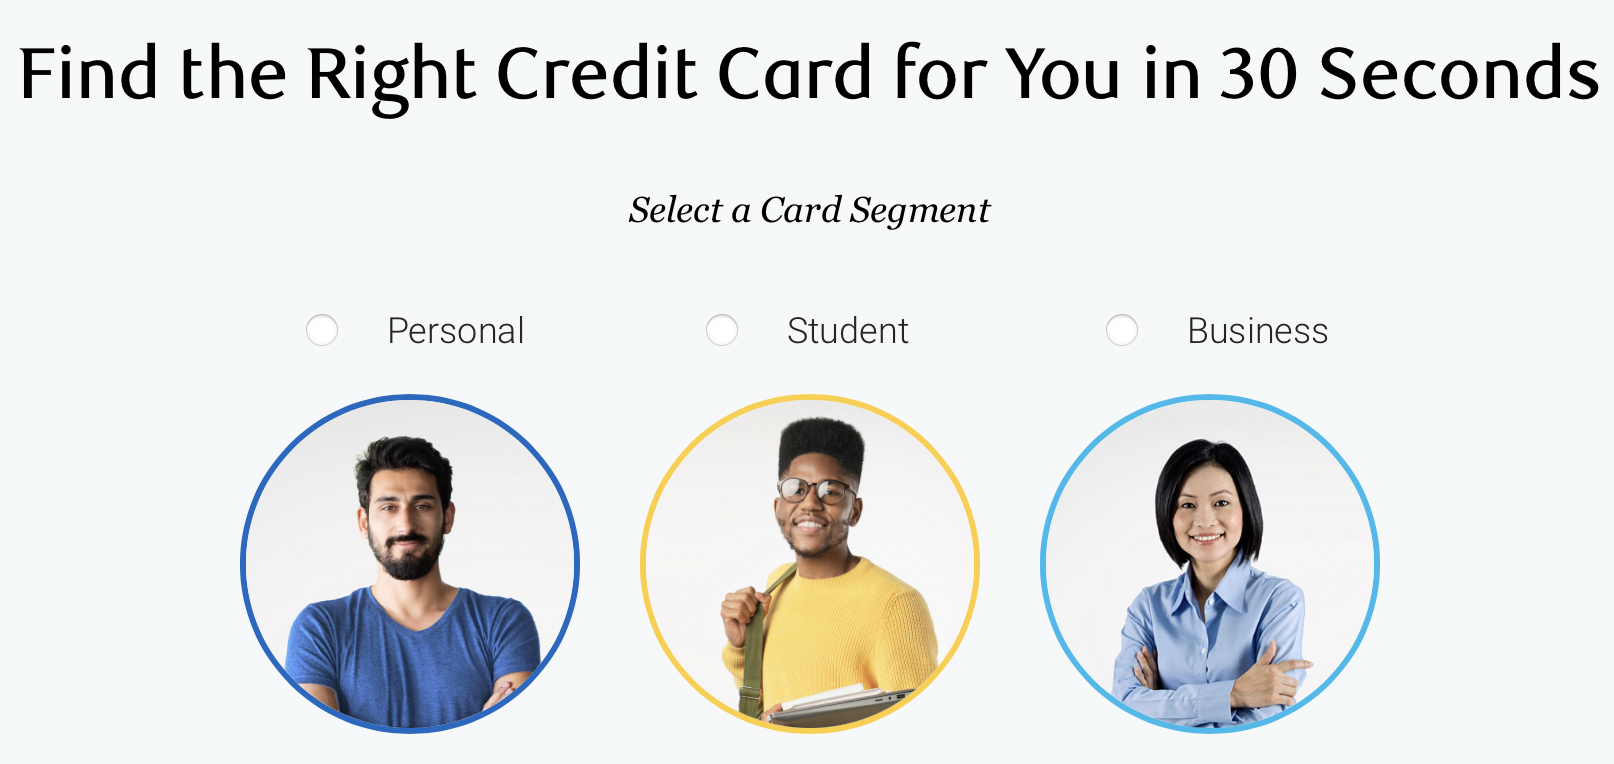 Find the Right Credit Card for You in 30 Seconds
Select a Card Segment
Personal
Student
Business